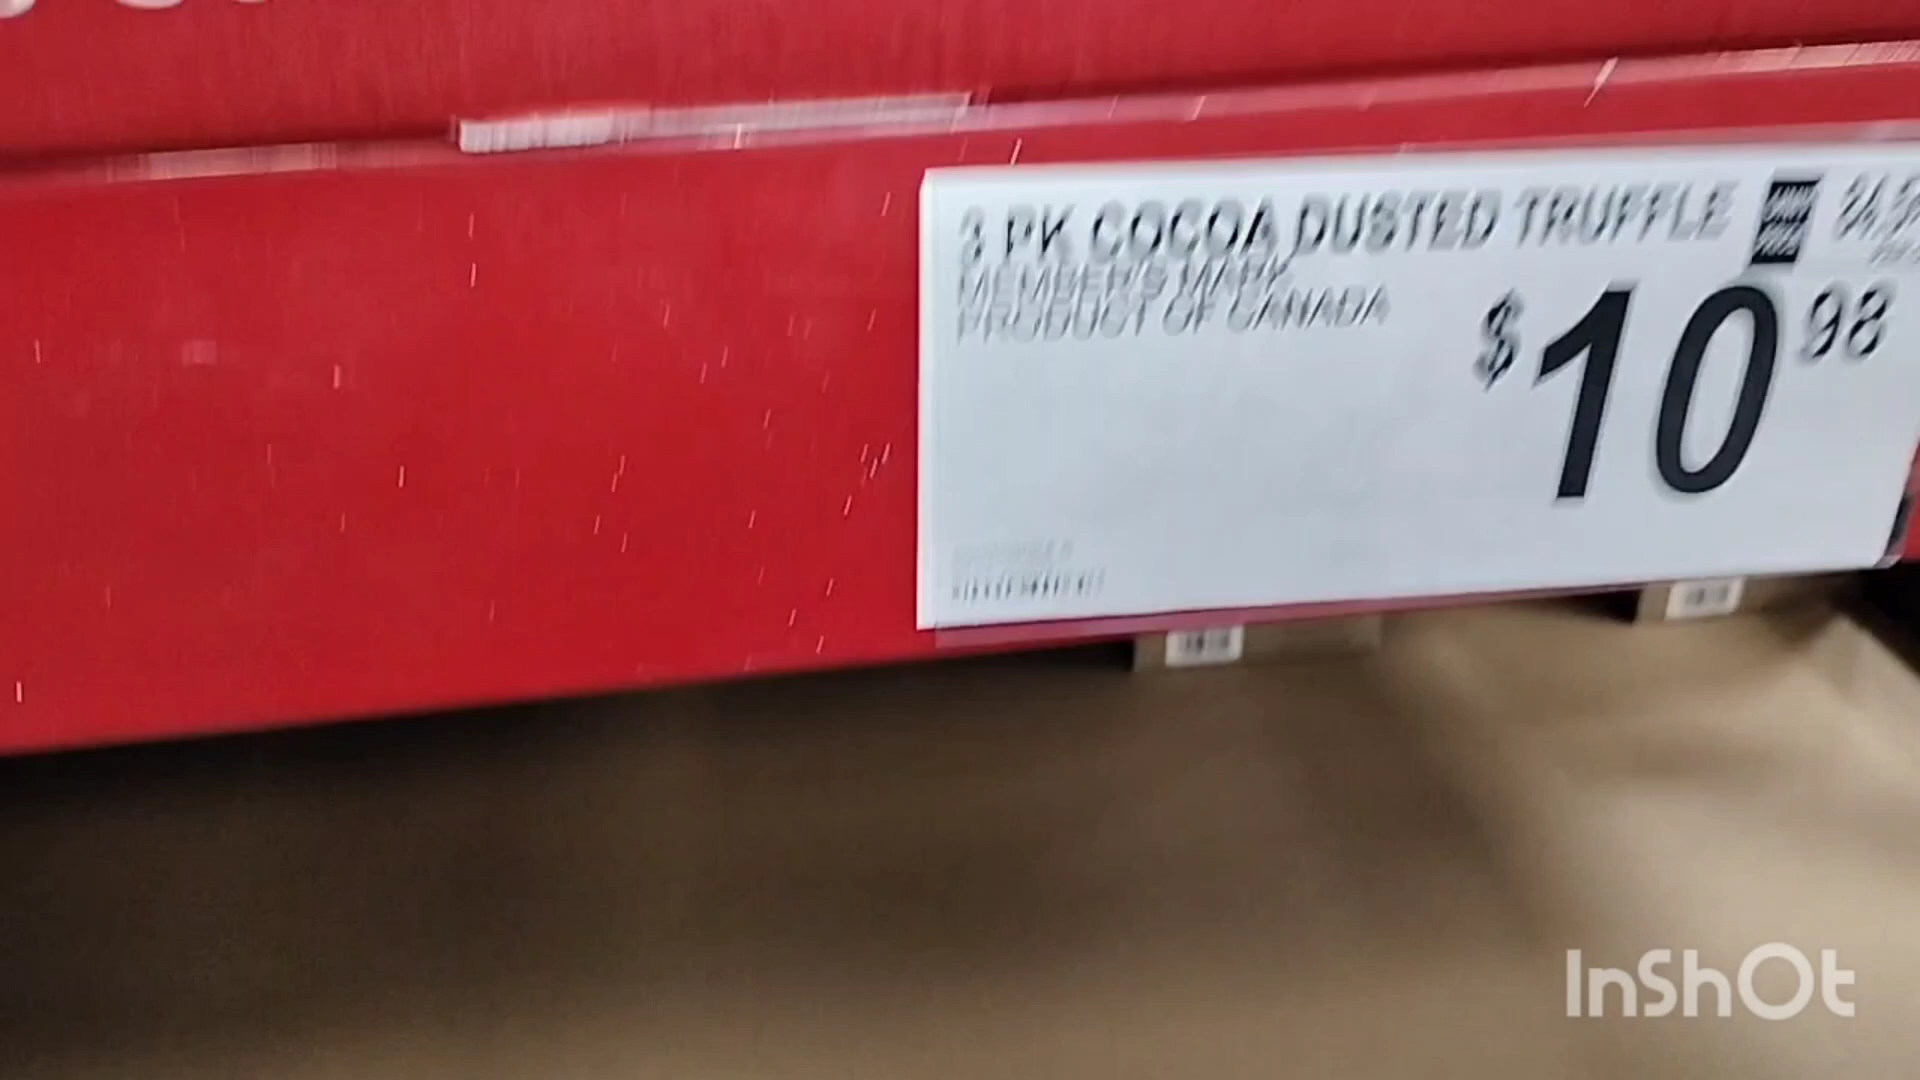 3 PK COCOA DUSTED TRUFFLE
MEMBER'S MARK
PRODUCT OF CANADA
$10 98
InShOt